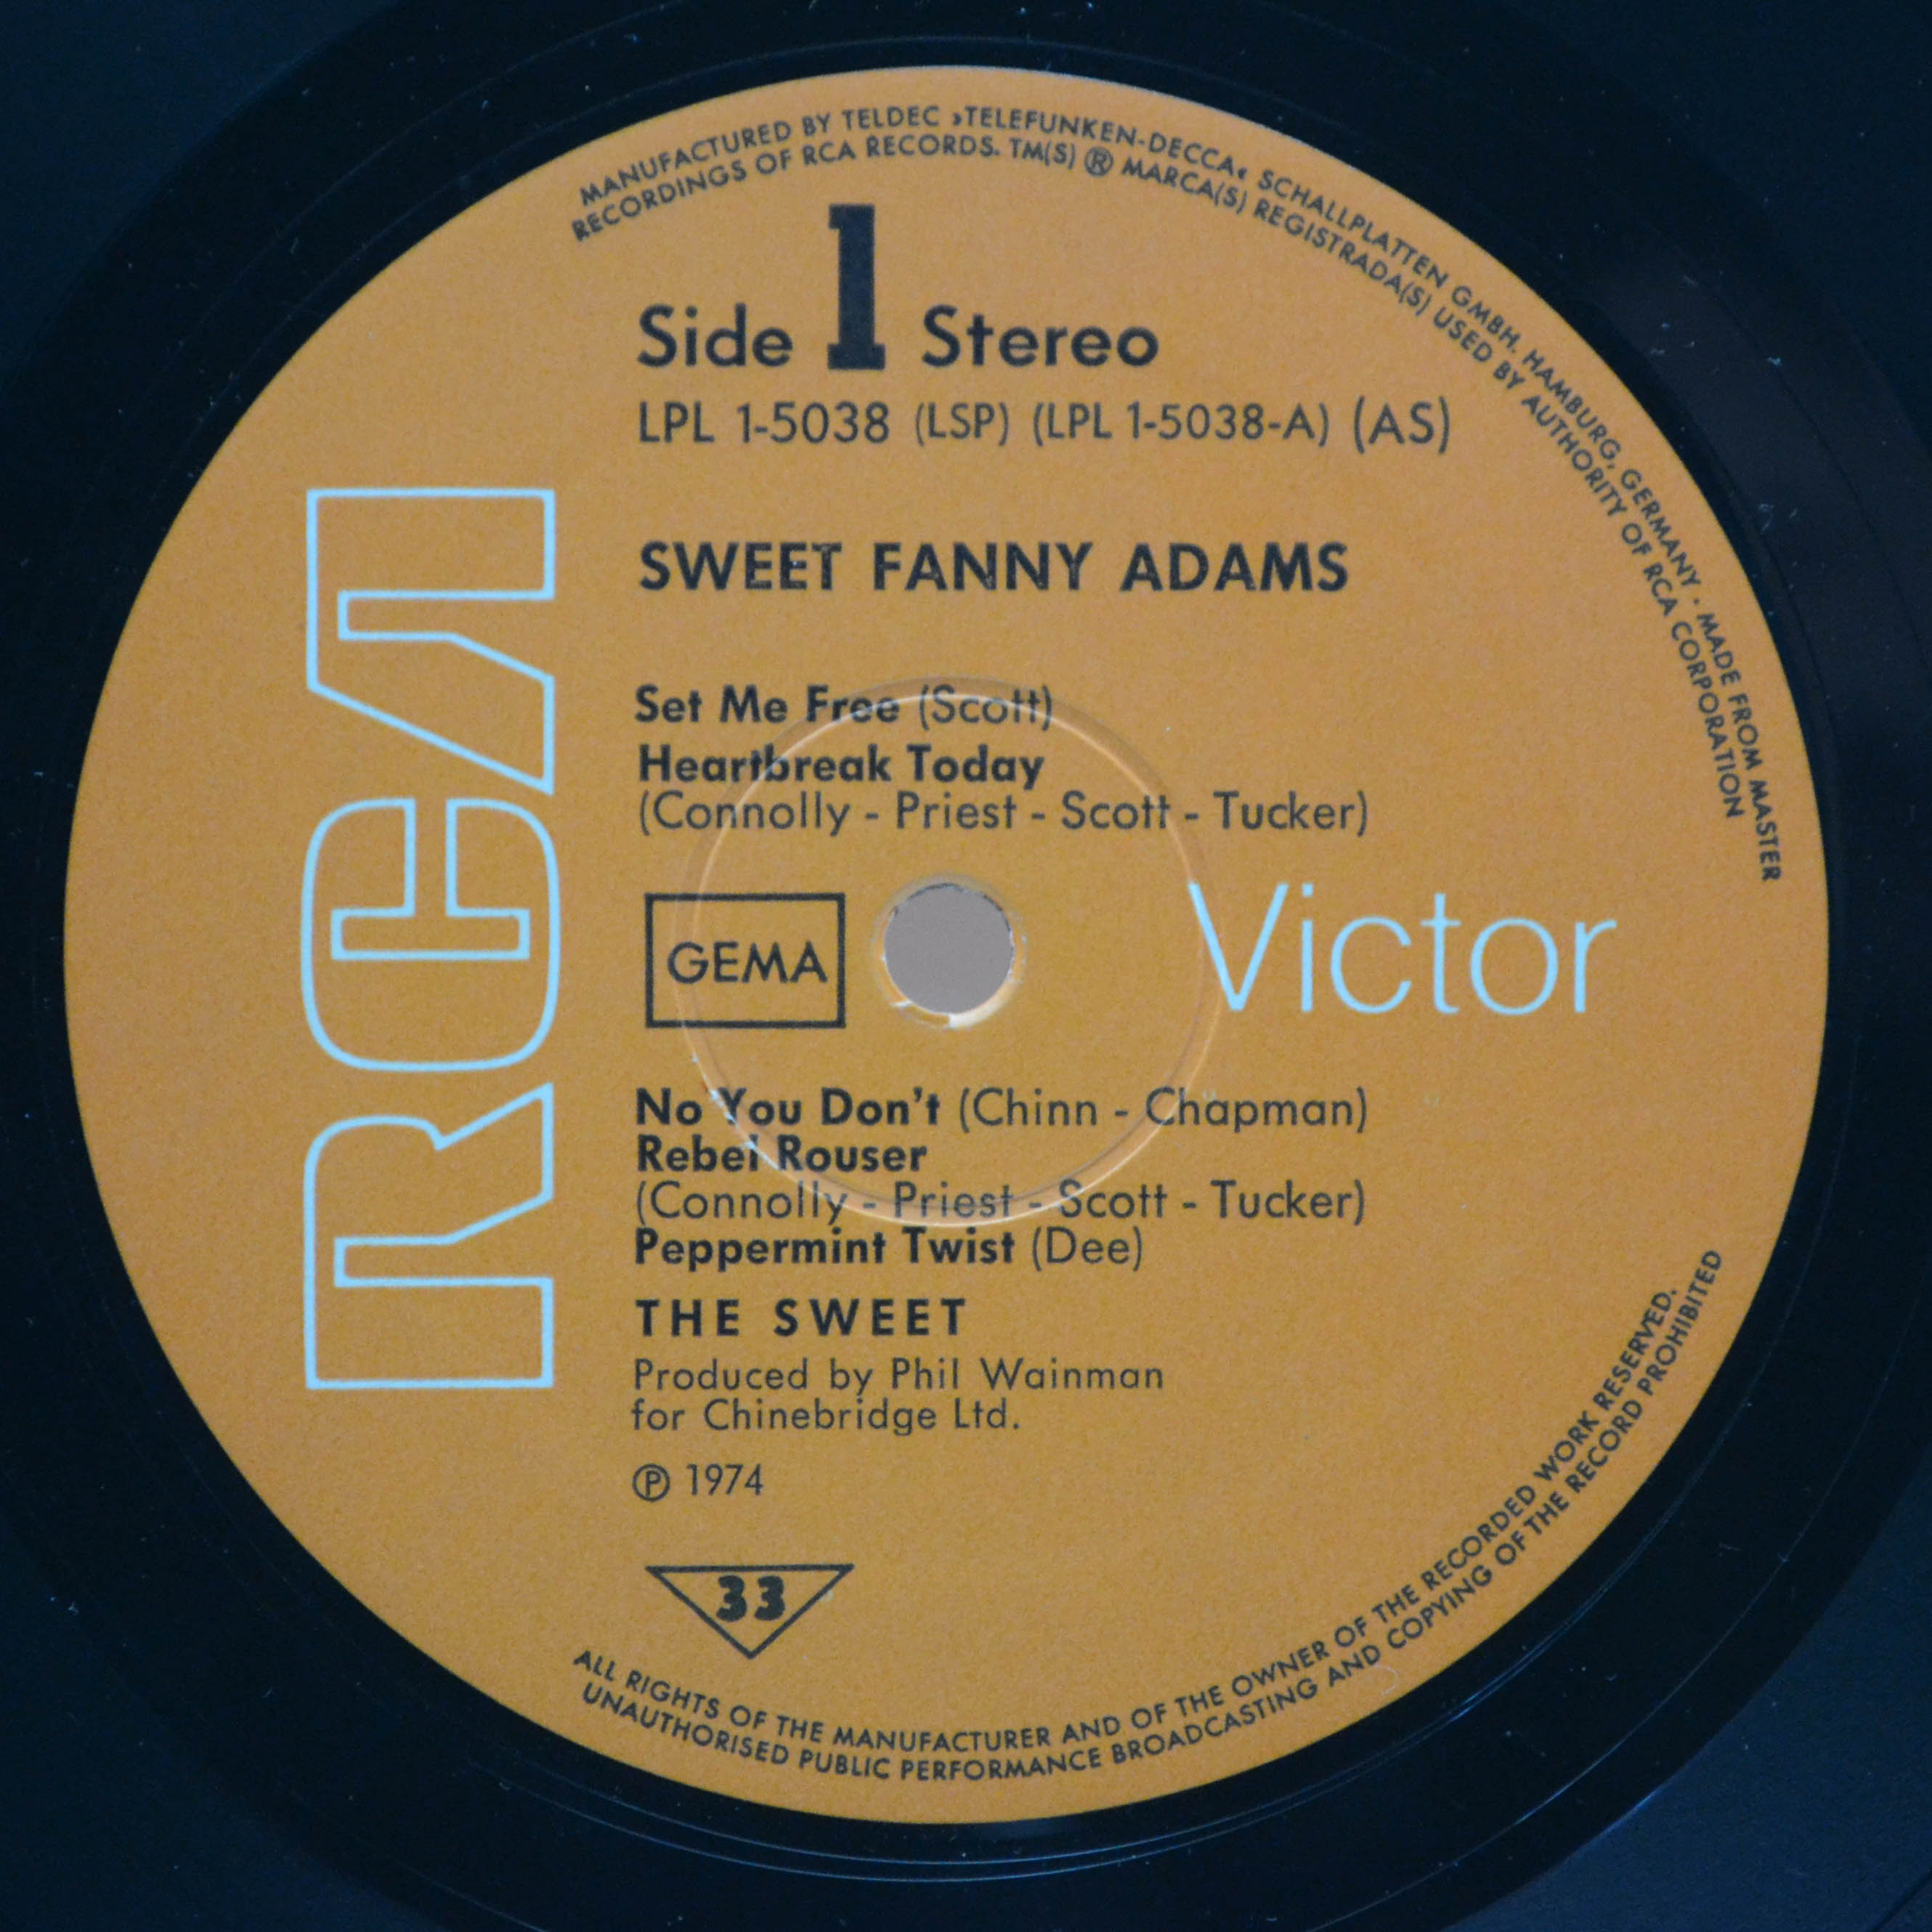 MANUFACTURED BY TELDEC »TELEFUNKEN-DECCA« SCHALLPLATTEN GMBH. HAMBURG, GERMANY · MADE FROM MASTER
RECORDINGS OF RCA RECORDS. TM(S) ® MARCA(S) REGISTRADA(S) USED BY AUTHORITY OF RCA CORPORATION
Side 1 Stereo
LPL 1-5038 (LSP) (LPL 1-5038-A) (AS)
SWEET FANNY ADAMS
Set Me Free (Scott)
Heartbreak Today
(Connolly - Priest - Scott - Tucker)
RCA
GEMA
Victor
No You Don't (Chinn - Chapman)
Rebel Rouser
(Connolly - Priest - Scott - Tucker)
Peppermint Twist (Dee)
THE SWEET
Produced by Phil Wainman
for Chinebridge Ltd.
℗ 1974
33
ALL RIGHTS OF THE MANUFACTURER AND OF THE OWNER OF THE RECORDED WORK RESERVED.
UNAUTHORISED PUBLIC PERFORMANCE BROADCASTING AND COPYING OF THE RECORD PROHIBITED